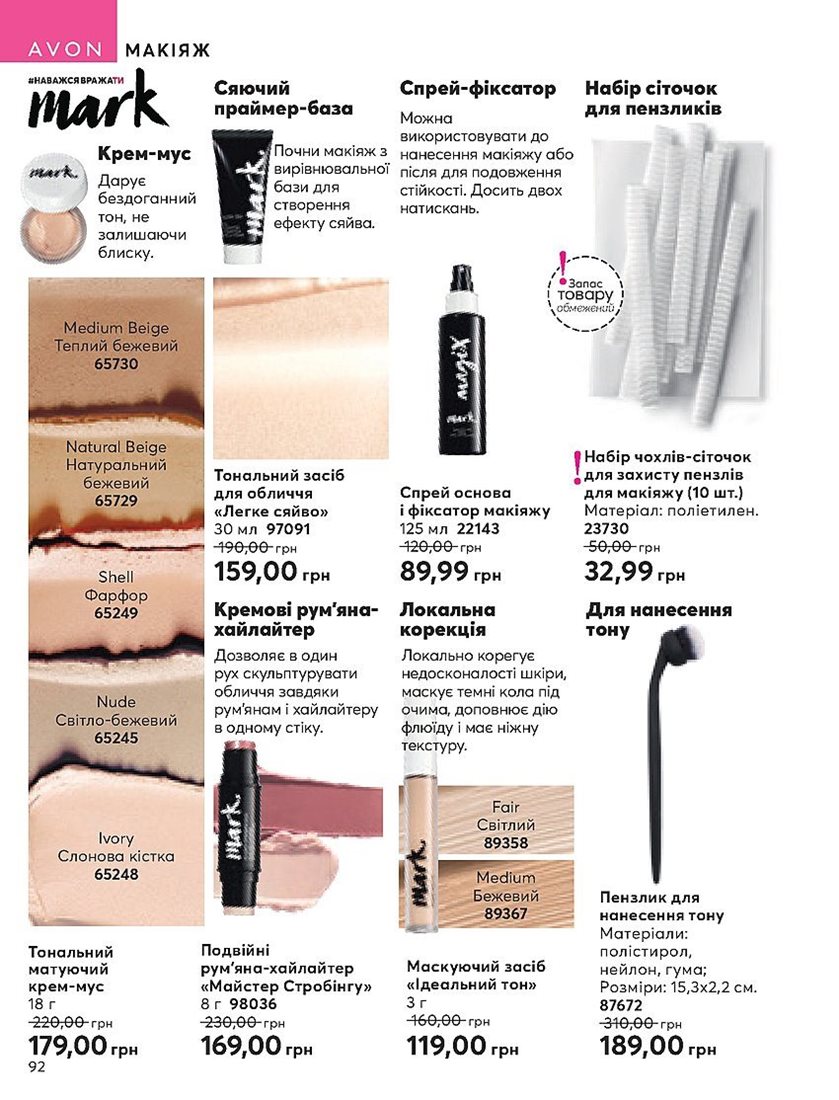 AVON МАКІЯЖ
#НАВАЖСЯВРАЖАТИ
mark.
Крем-мус
Дарує
бездоганний
тон, не
залишаючи
блиску.
mark.
Medium Beige
Теплий бежевий
65730
Natural Beige
Натуральний
бежевий
65729
Shell
Фарфор
65249
Nude
Світло-бежевий
65245
Ivory
Слонова кістка
65248
Тональний
матуючий
крем-мус
18 г
220,00 грн
179,00 грн
Сяючий
праймер-база
Почни макіяж з
вирівнювальної
бази для
створення
ефекту сяйва.
mark.
Тональний засіб
для обличчя
«Легке сяйво»
30 мл 97091
190,00 грн
159,00 грн
Спрей-фіксатор
Можна
використовувати до
нанесення макіяжу або
після для подовження
стійкості. Досить двох
натискань.
magix
mark.
Спрей основа
і фіксатор макіяжу
125 мл 22143
120,00 грн
89,99 грн
Набір сіточок
для пензликів
! Запас
товару
обмежений
! Набір чохлів-сіточок
для захисту пензлів
для макіяжу (10 шт.)
Матеріал: поліетилен.
23730
50,00 грн
32,99 грн
Кремові рум'яна-
хайлайтер
Дозволяє в один
рух скульптурувати
обличчя завдяки
рум'янам і хайлайтеру
в одному стіку.
mark.
Подвійні
рум'яна-хайлайтер
«Майстер Стробінгу»
8 г 98036
230,00 грн
169,00 грн
Локальна
корекція
Локально корегує
недосконалості шкіри,
маскує темні кола під
очима, доповнює дію
флюїду і має ніжну
текстуру.
mark.
Fair
Світлий
89358
Medium
Бежевий
89367
Маскуючий засіб
«Ідеальний тон»
3 г
160,00 грн
119,00 грн
Для нанесення
тону
Пензлик для
нанесення тону
Матеріали:
полістирол,
нейлон, гума;
Розміри: 15,3х2,2 см.
87672
310,00 грн
189,00 грн
92